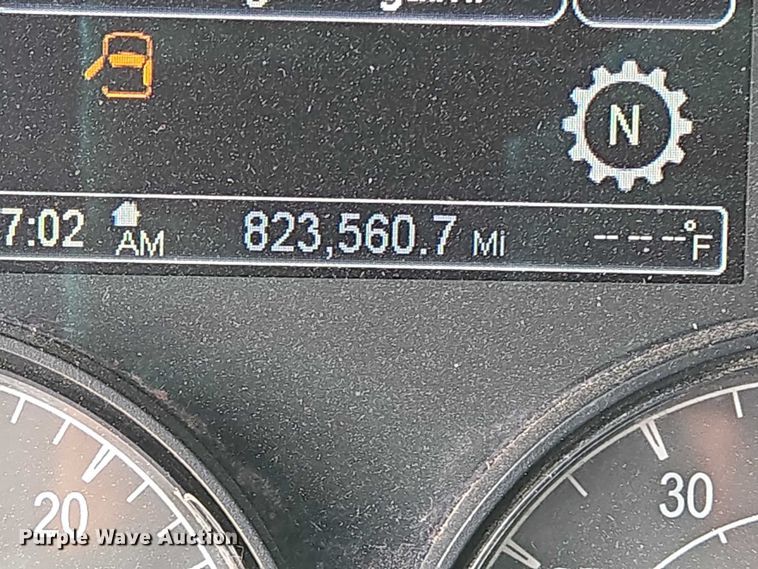 N
7:02 AM 823,560.7 Mi -- -- --°F
20
30
Purple Wave Auction